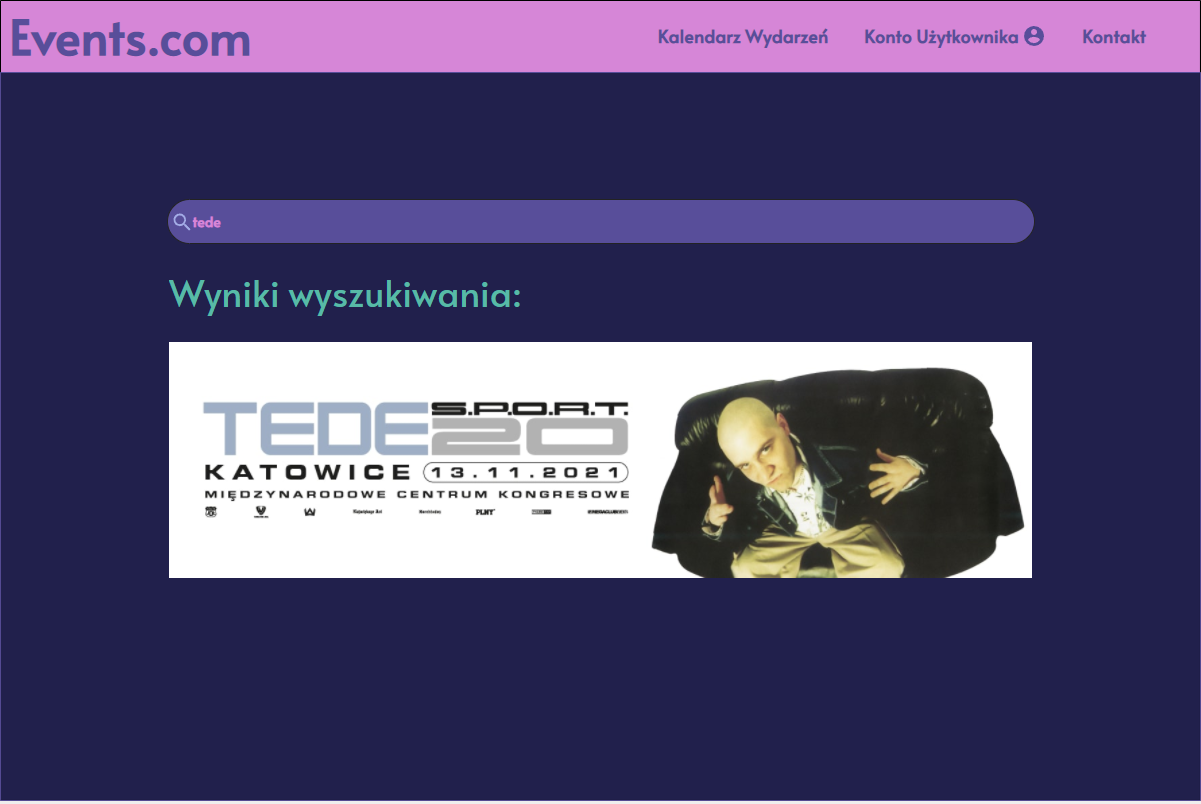 Events.com
Kalendarz Wydarzeń
Konto Użytkownika
Kontakt
tede
Wyniki wyszukiwania:
TEDE S.P.O.R.T. 20
KATOWICE 13.11.2021
MIĘDZYNARODOWE CENTRUM KONGRESOWE
PLNY